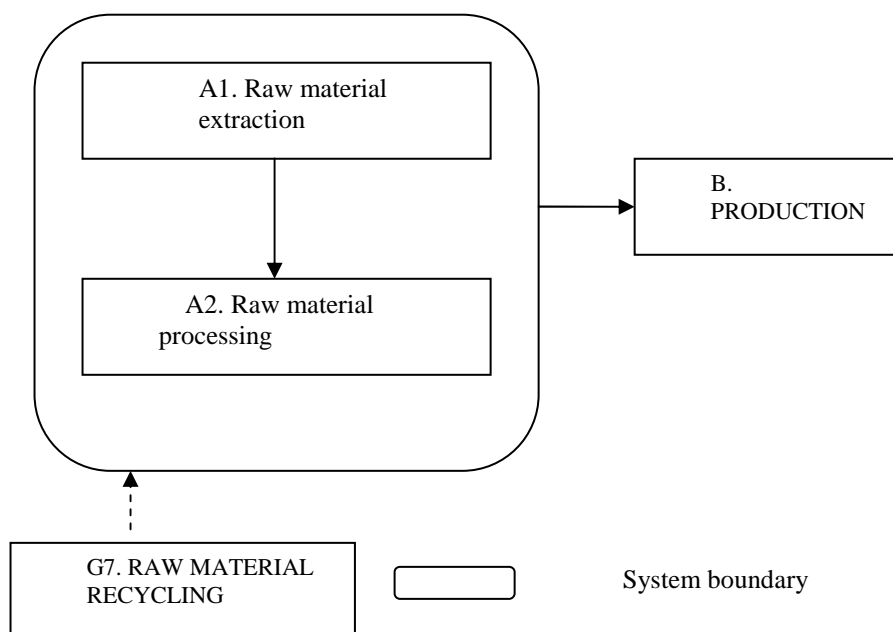 A1. Raw material
extraction
B.
PRODUCTION
A2. Raw material
processing
G7. RAW MATERIAL
RECYCLING
System boundary